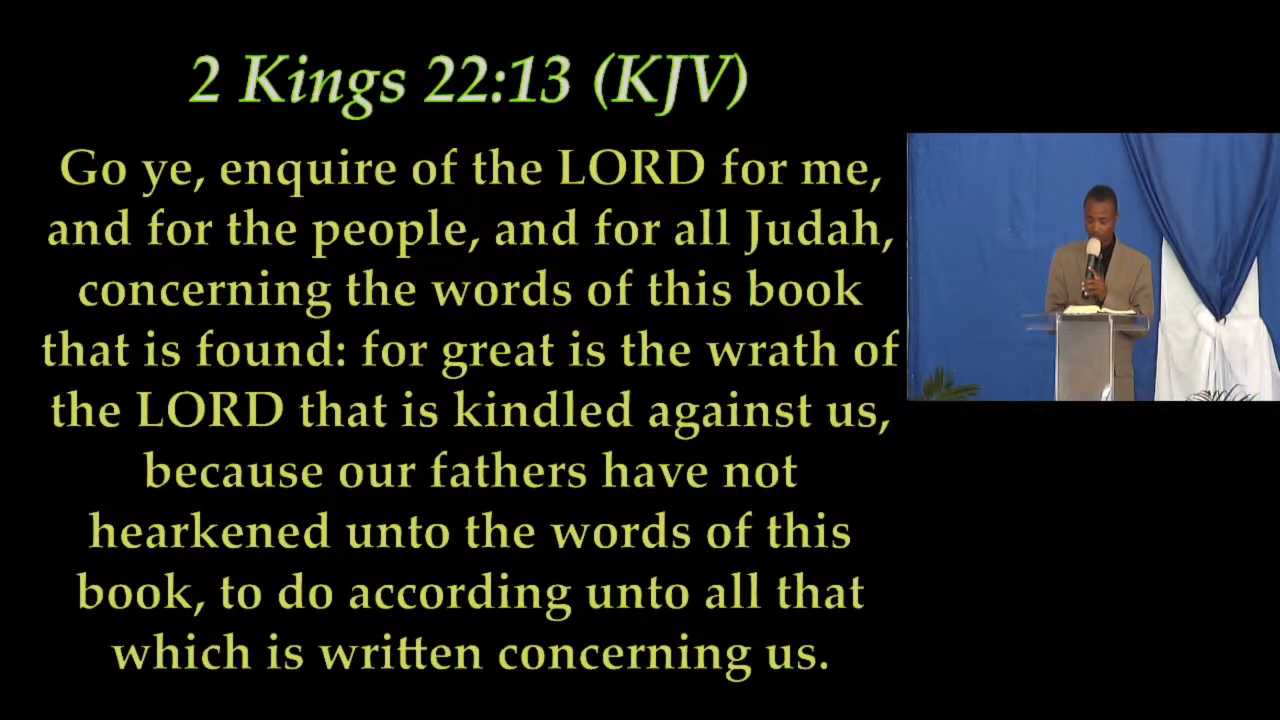 2 Kings 22:13 (KJV)
Go ye, enquire of the LORD for me,
and for the people, and for all Judah,
concerning the words of this book
that is found: for great is the wrath of
the LORD that is kindled against us,
because our fathers have not
hearkened unto the words of this
book, to do according unto all that
which is written concerning us.